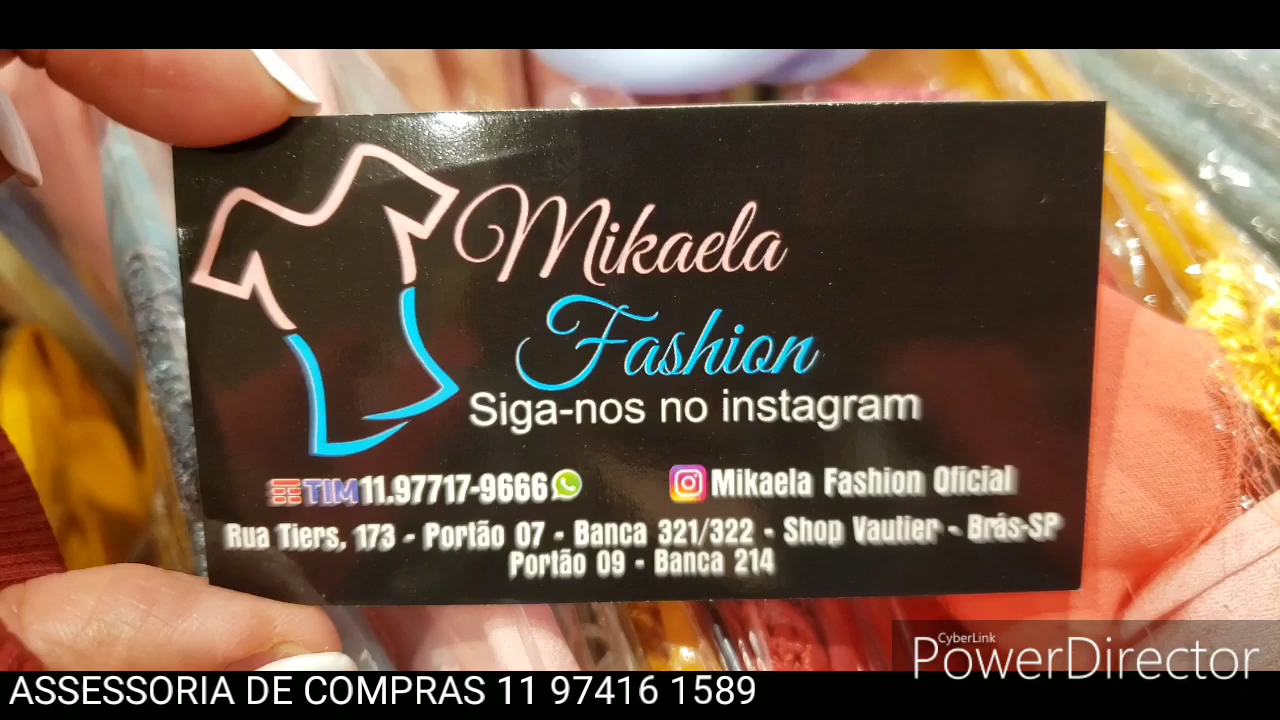 Mikaela
Fashion
Siga-nos no instagram
TIM 11.97717-9666
Mikaela Fashion Oficial
Rua Tiers, 173 - Portão 07 - Banca 321/322 - Shop Vautier - Brás-SP
Portão 09 - Banca 214
CyberLink
PowerDirector
ASSESSORIA DE COMPRAS 11 97416 1589